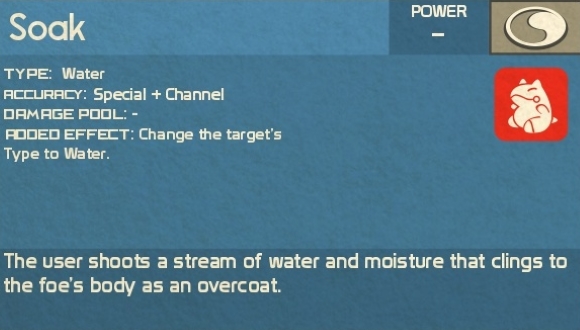 Soak
POWER
–
TYPE: Water
ACCURACY: Special + Channel
DAMAGE POOL: -
ADDED EFFECT: Change the target's
Type to Water.
The user shoots a stream of water and moisture that clings to
the foe's body as an overcoat.